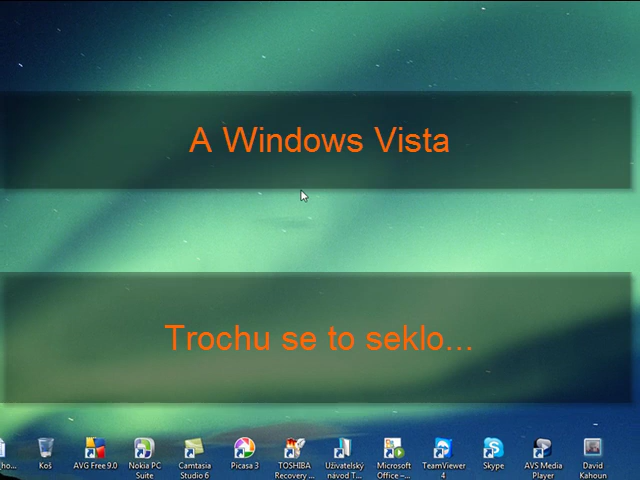 A Windows Vista
Trochu se to seklo...
_ho...
Koš
AVG Free 9.0
Nokia PC
Suite
Camtasia
Studio 6
Picasa 3
TOSHIBA
Recovery ...
Uživatelský
návod T...
Microsoft
Office –...
TeamViewer
4
Skype
AVS Media
Player
David
Kahoun